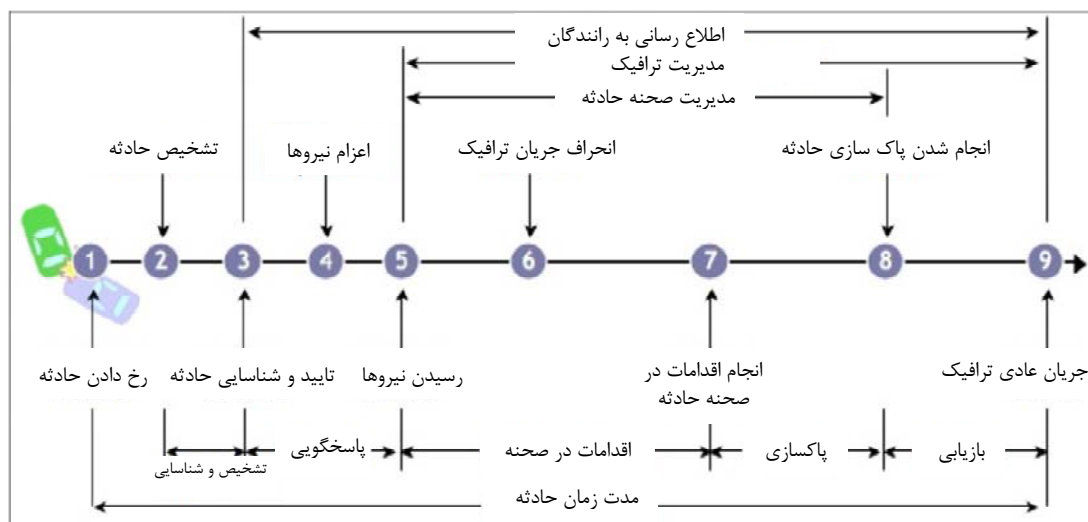 اطلاع رسانی به رانندگان
مدیریت ترافیک
مدیریت صحنه حادثه
تشخیص حادثه
اعزام نیروها
انحراف جریان ترافیک
انجام شدن پاک سازی حادثه
1 2 3 4 5 6 7 8 9
رخ دادن حادثه
تایید و شناسایی حادثه
رسیدن نیروها
انجام اقدامات در
صحنه حادثه
جریان عادی ترافیک
تشخیص و شناسایی
پاسخگویی
اقدامات در صحنه
پاکسازی
بازیابی
مدت زمان حادثه